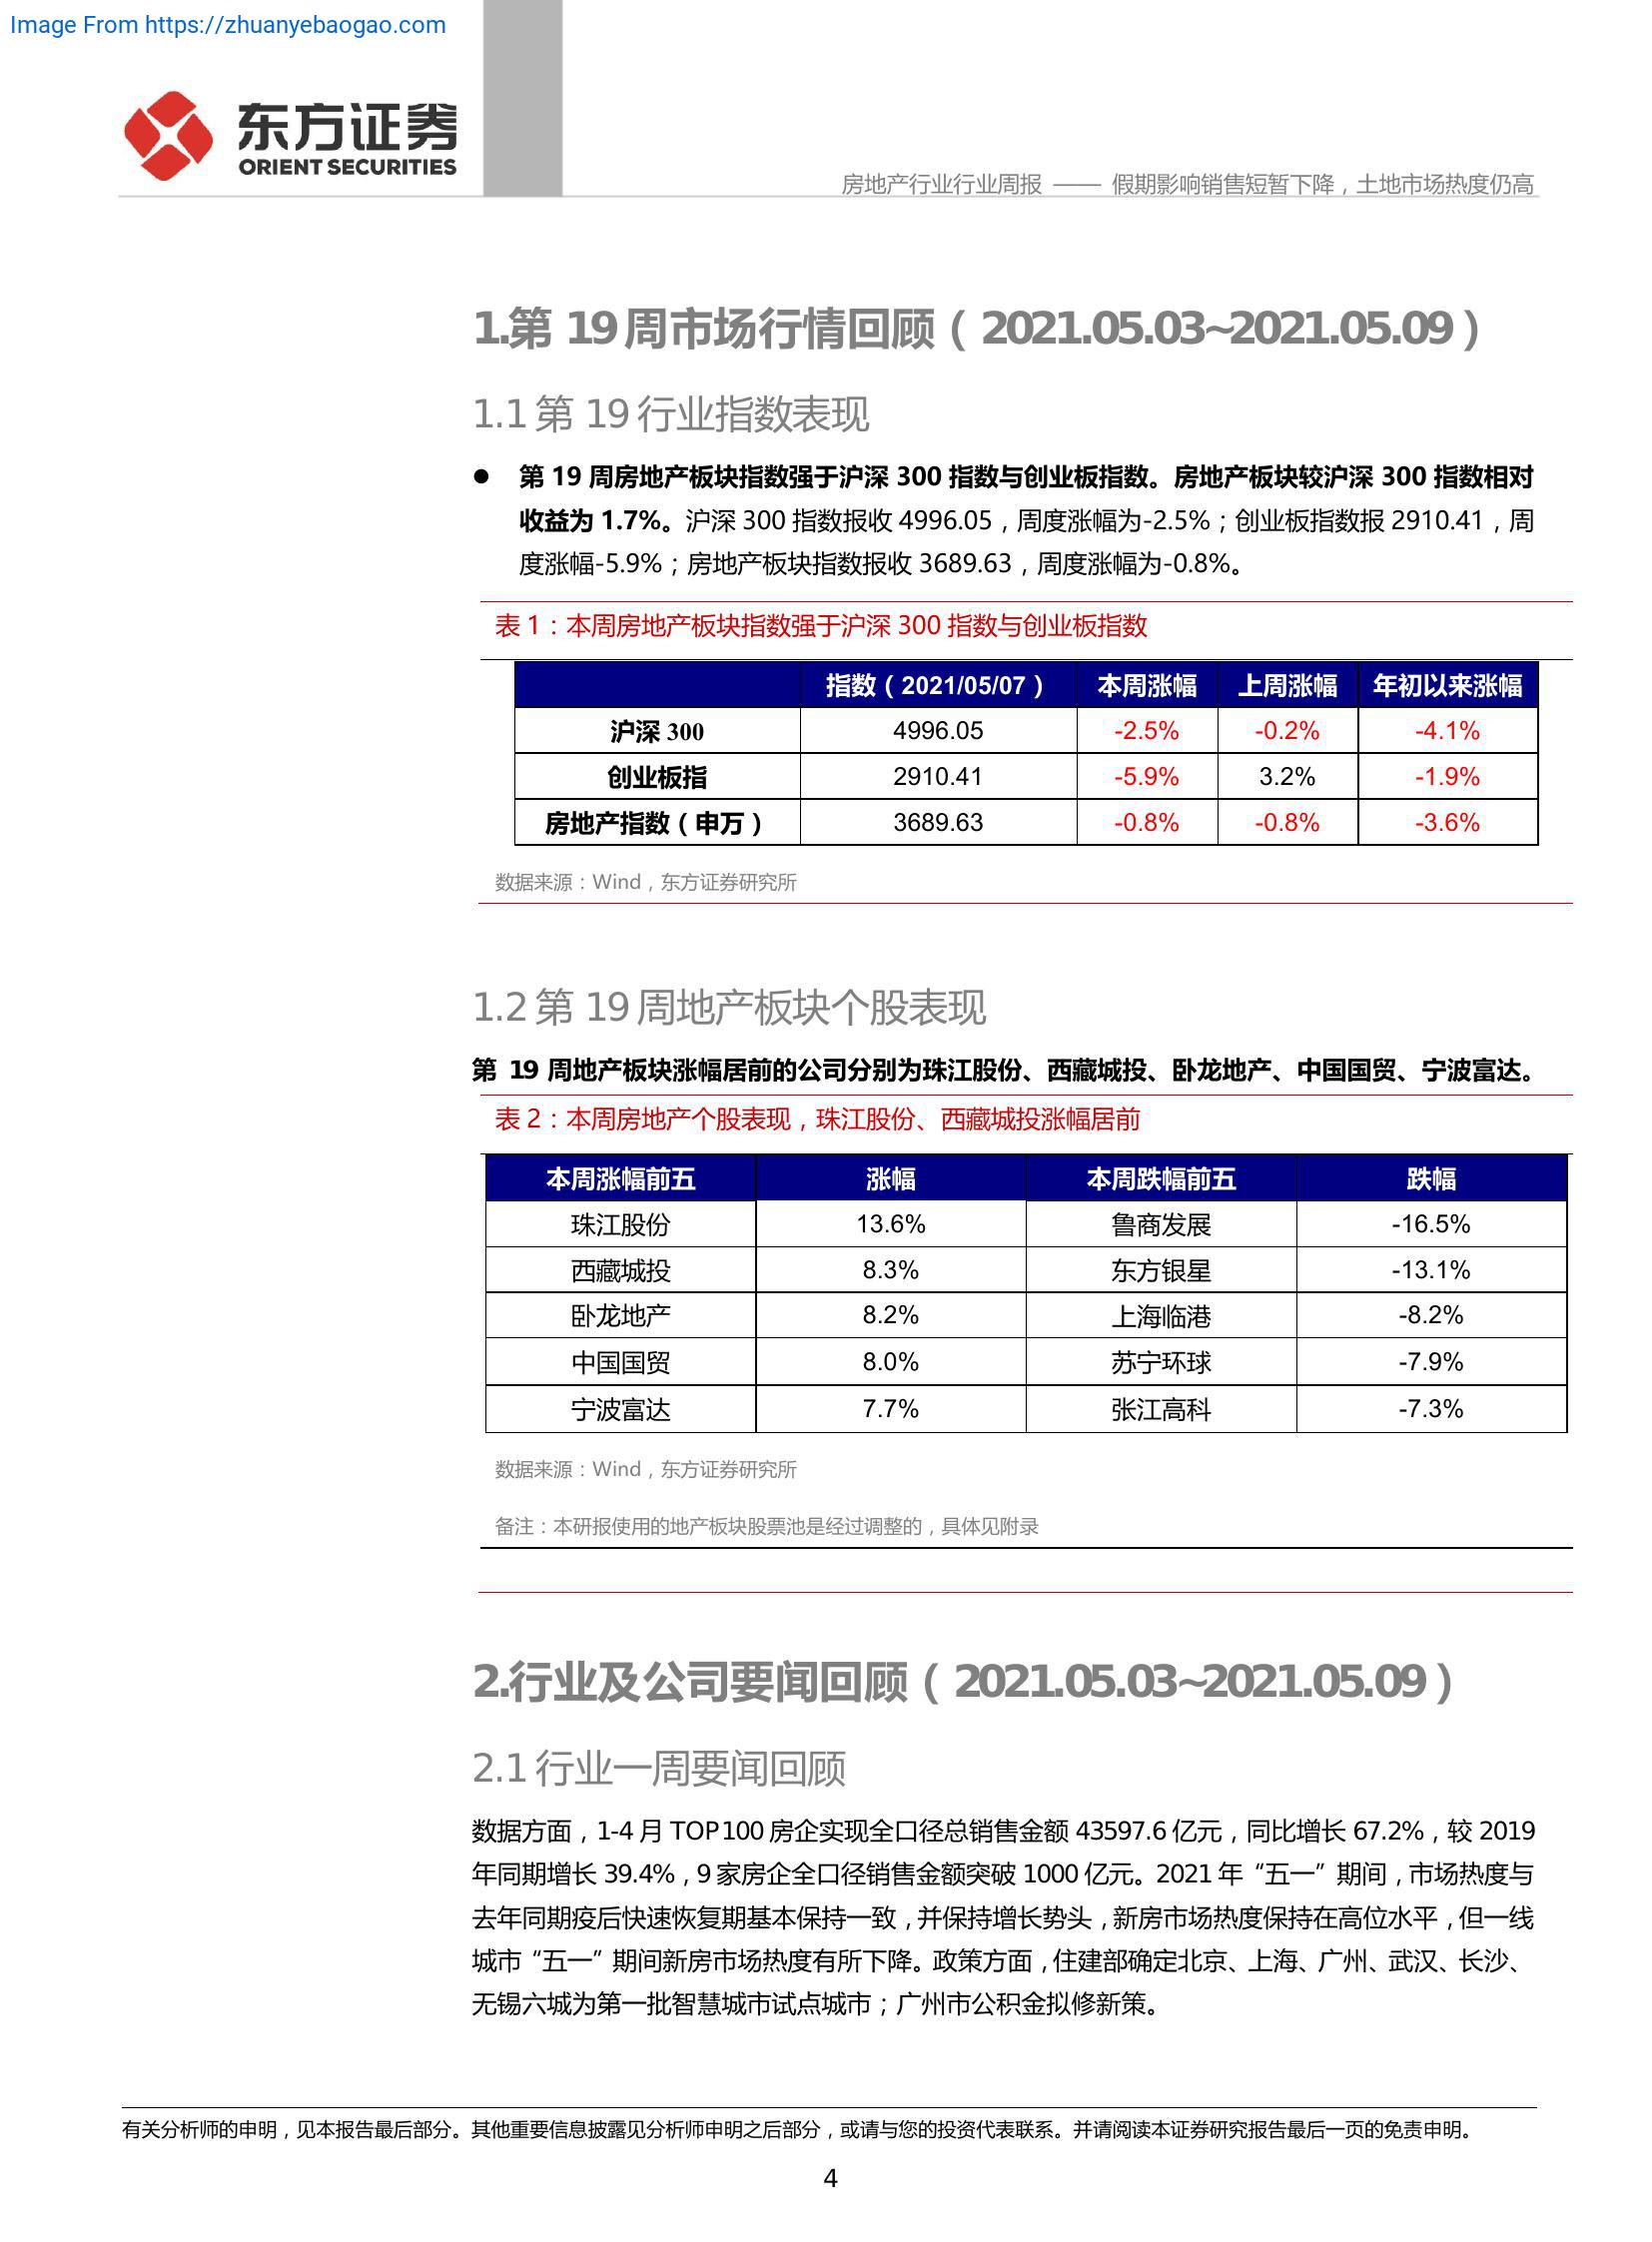 Image From https://zhuanyebaogao.com
东方证券
ORIENT SECURITIES
房地产行业行业周报 —— 假期影响销售短暂下降，土地市场热度仍高
1.第 19 周市场行情回顾（2021.05.03~2021.05.09）
1.1 第 19 行业指数表现
● 第 19 周房地产板块指数强于沪深 300 指数与创业板指数。房地产板块较沪深 300 指数相对
收益为 1.7%。沪深 300 指数报收 4996.05，周度涨幅为-2.5%；创业板指数报 2910.41，周
度涨幅-5.9%；房地产板块指数报收 3689.63，周度涨幅为-0.8%。
表 1：本周房地产板块指数强于沪深 300 指数与创业板指数
指数（2021/05/07） 本周涨幅 上周涨幅 年初以来涨幅
沪深 300 4996.05 -2.5% -0.2% -4.1%
创业板指 2910.41 -5.9% 3.2% -1.9%
房地产指数（申万） 3689.63 -0.8% -0.8% -3.6%
数据来源：Wind，东方证券研究所
1.2 第 19 周地产板块个股表现
第 19 周地产板块涨幅居前的公司分别为珠江股份、西藏城投、卧龙地产、中国国贸、宁波富达。
表 2：本周房地产个股表现，珠江股份、西藏城投涨幅居前
本周涨幅前五 涨幅 本周跌幅前五 跌幅
珠江股份 13.6% 鲁商发展 -16.5%
西藏城投 8.3% 东方银星 -13.1%
卧龙地产 8.2% 上海临港 -8.2%
中国国贸 8.0% 苏宁环球 -7.9%
宁波富达 7.7% 张江高科 -7.3%
数据来源：Wind，东方证券研究所
备注：本研报使用的地产板块股票池是经过调整的，具体见附录
2.行业及公司要闻回顾（2021.05.03~2021.05.09）
2.1 行业一周要闻回顾
数据方面，1-4 月 TOP100 房企实现全口径总销售金额 43597.6 亿元，同比增长 67.2%，较 2019
年同期增长 39.4%，9 家房企全口径销售金额突破 1000 亿元。2021 年“五一”期间，市场热度与
去年同期疫后快速恢复期基本保持一致，并保持增长势头，新房市场热度保持在高位水平，但一线
城市“五一”期间新房市场热度有所下降。政策方面，住建部确定北京、上海、广州、武汉、长沙、
无锡六城为第一批智慧城市试点城市；广州市公积金拟修新策。
有关分析师的申明，见本报告最后部分。其他重要信息披露见分析师申明之后部分，或请与您的投资代表联系。并请阅读本证券研究报告最后一页的免责申明。
4